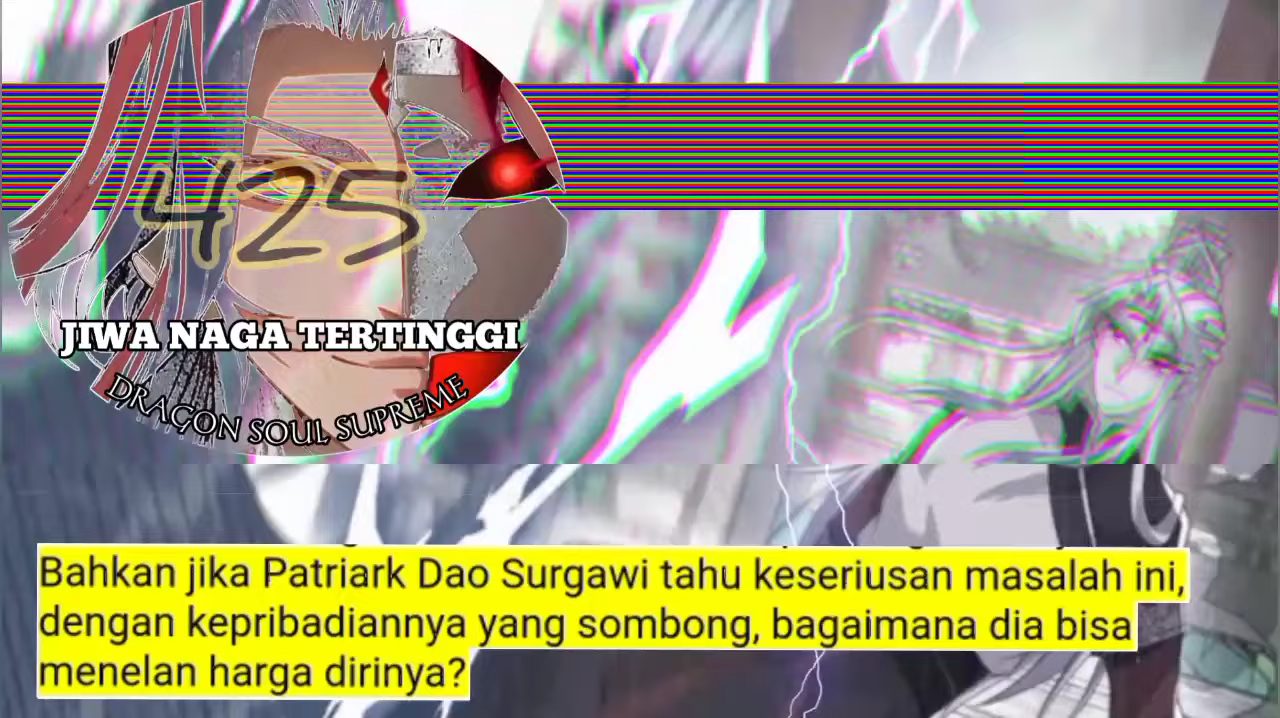 425
JIWA NAGA TERTINGGI
DRAGON SOUL SUPREME
Bahkan jika Patriark Dao Surgawi tahu keseriusan masalah ini,
dengan kepribadiannya yang sombong, bagaimana dia bisa
menelan harga dirinya?